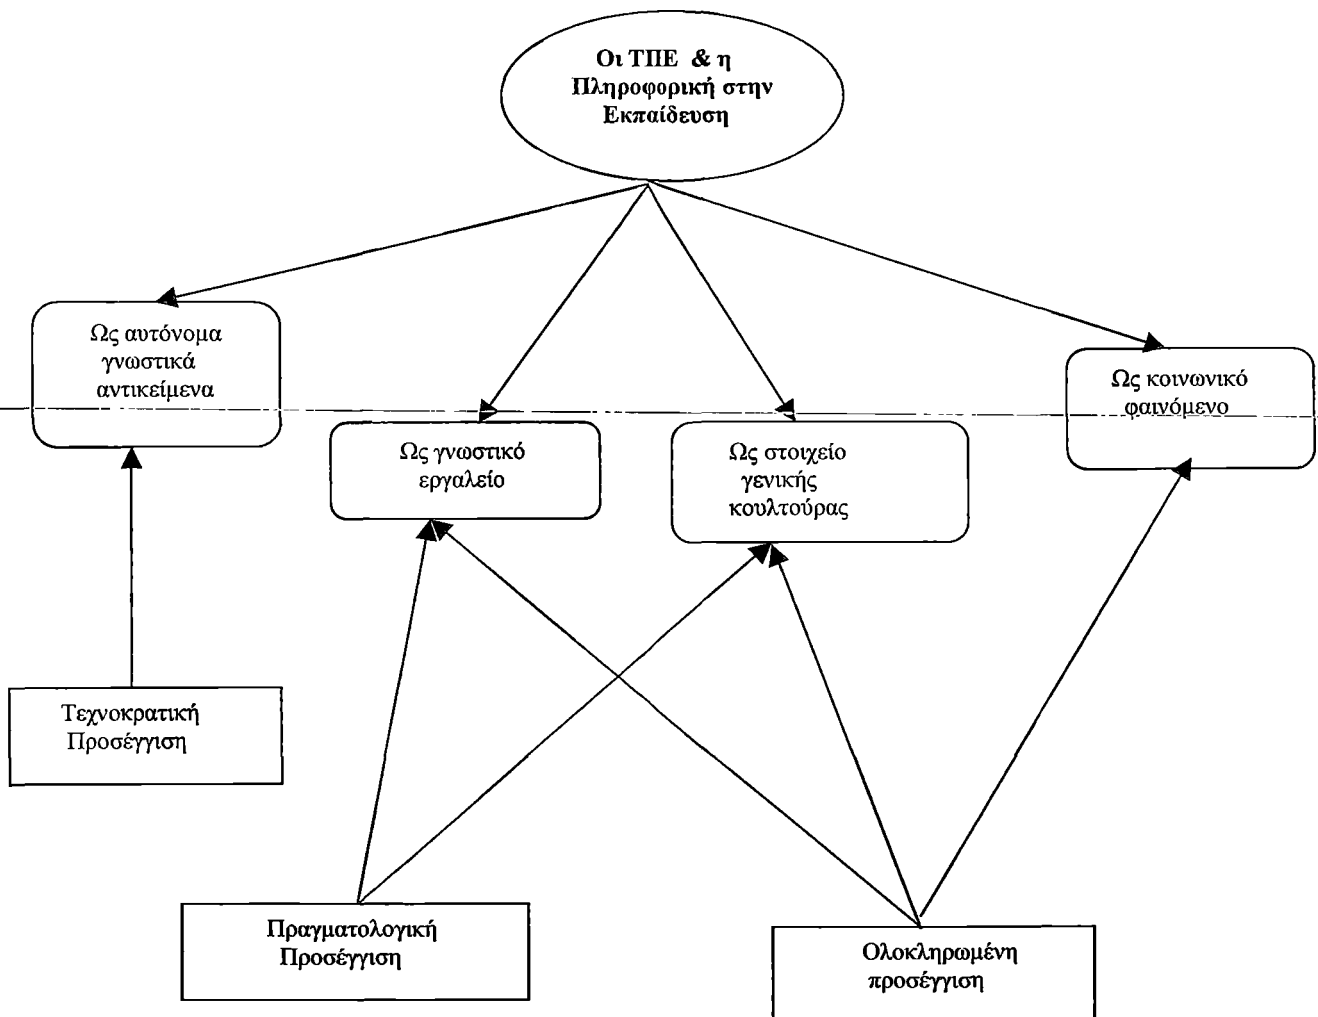 Οι ΤΠΕ & η
Πληροφορική στην
Εκπαίδευση
Ως αυτόνομα
γνωστικά
αντικείμενα
Ως κοινωνικό
φαινόμενο
Ως γνωστικό
εργαλείο
Ως στοιχείο
γενικής
κουλτούρας
Τεχνοκρατική
Προσέγγιση
Πραγματολογική
Προσέγγιση
Ολοκληρωμένη
προσέγγιση